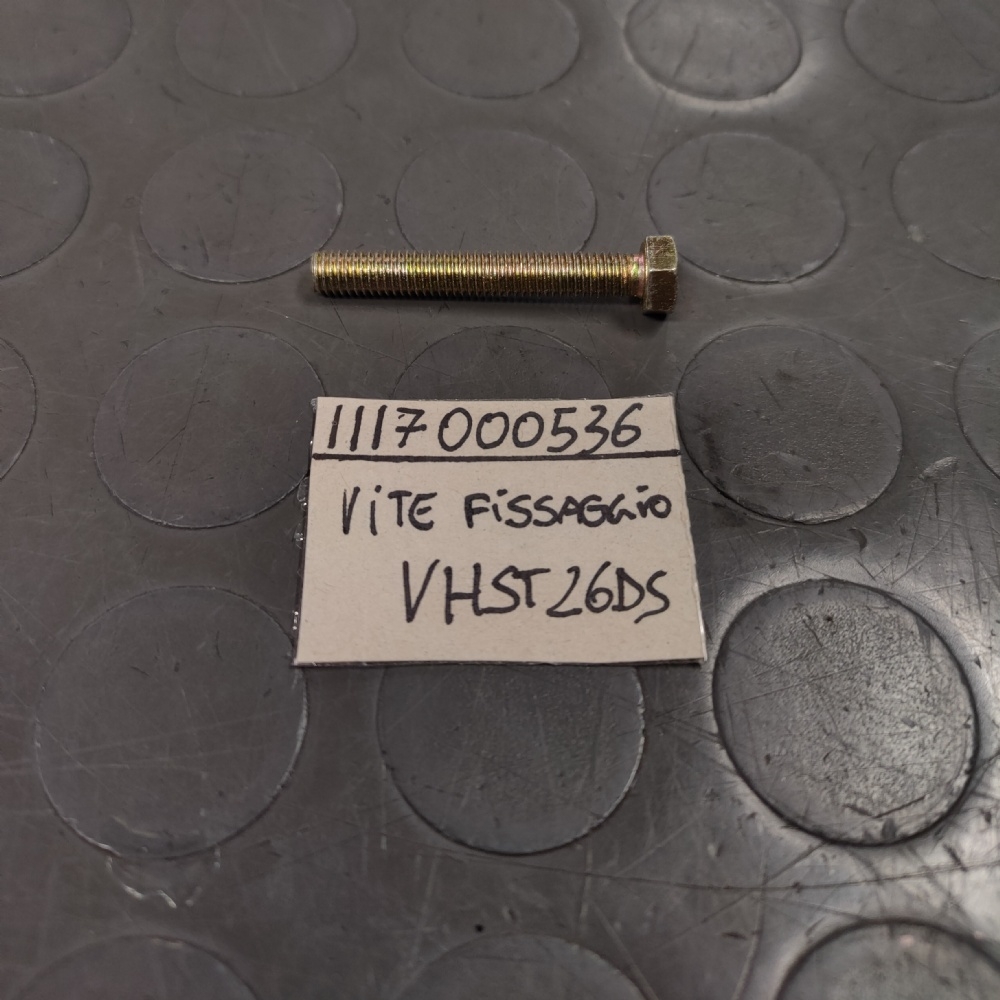 1117000536
ViTE FiSSAGGiO
VHST26DS